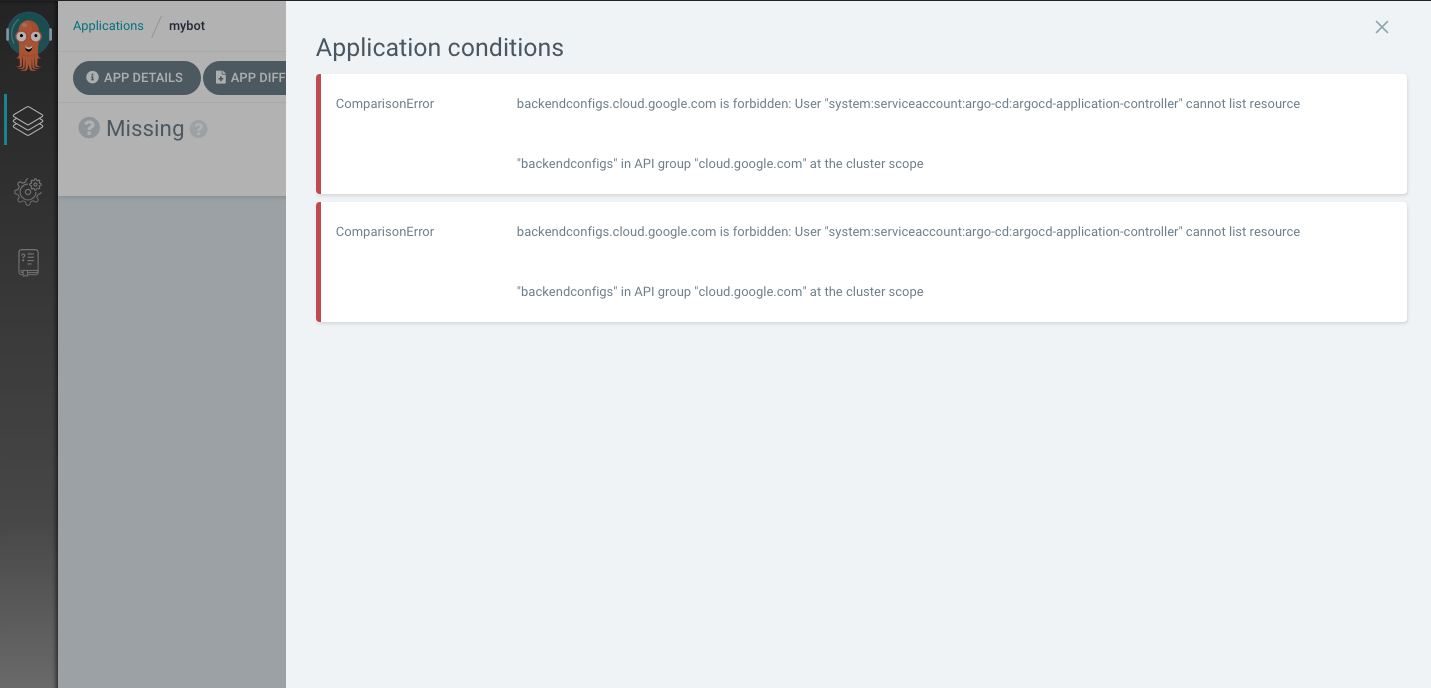 Applications / mybot
APP DETAILS
APP DIFF
Missing
Application conditions
ComparisonError
backendconfigs.cloud.google.com is forbidden: User "system:serviceaccount:argo-cd:argocd-application-controller" cannot list resource
"backendconfigs" in API group "cloud.google.com" at the cluster scope
ComparisonError
backendconfigs.cloud.google.com is forbidden: User "system:serviceaccount:argo-cd:argocd-application-controller" cannot list resource
"backendconfigs" in API group "cloud.google.com" at the cluster scope